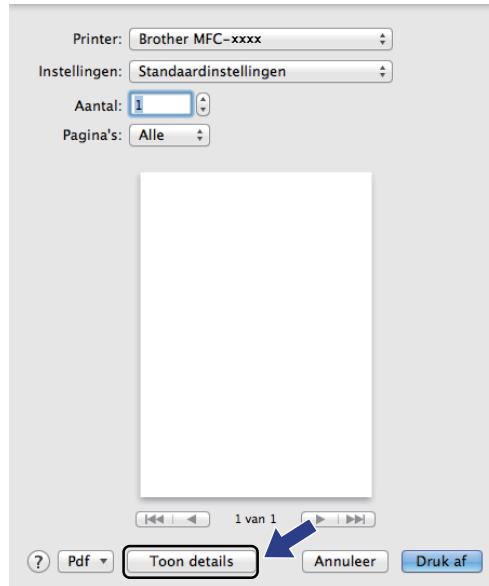 Printer: Brother MFC-xxxx
Instellingen: Standaardinstellingen
Aantal: 1
Pagina's: Alle
1 van 1
? Pdf Toon details Annuleer Druk af